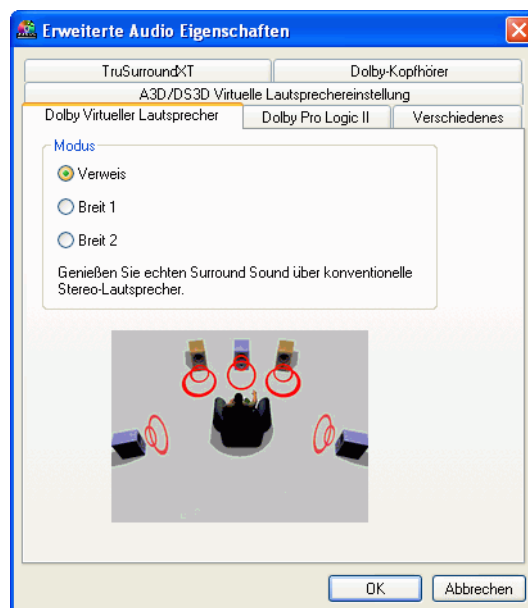 Erweiterte Audio Eigenschaften
TruSurroundXT
Dolby-Kopfhörer
A3D/DS3D Virtuelle Lautsprechereinstellung
Dolby Virtueller Lautsprecher
Dolby Pro Logic II
Verschiedenes
Modus
Verweis
Breit 1
Breit 2
Genießen Sie echten Surround Sound über konventionelle
Stereo-Lautsprecher.
OK
Abbrechen